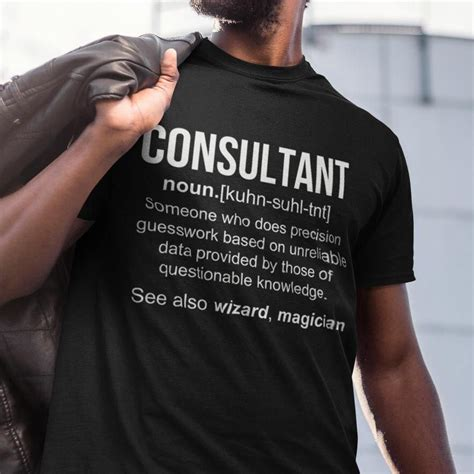 CONSULTANT
noun.[kuhn-suhl-tnt]
Someone who does precision
guesswork based on unreliable
data provided by those of
questionable knowledge.
See also wizard, magician